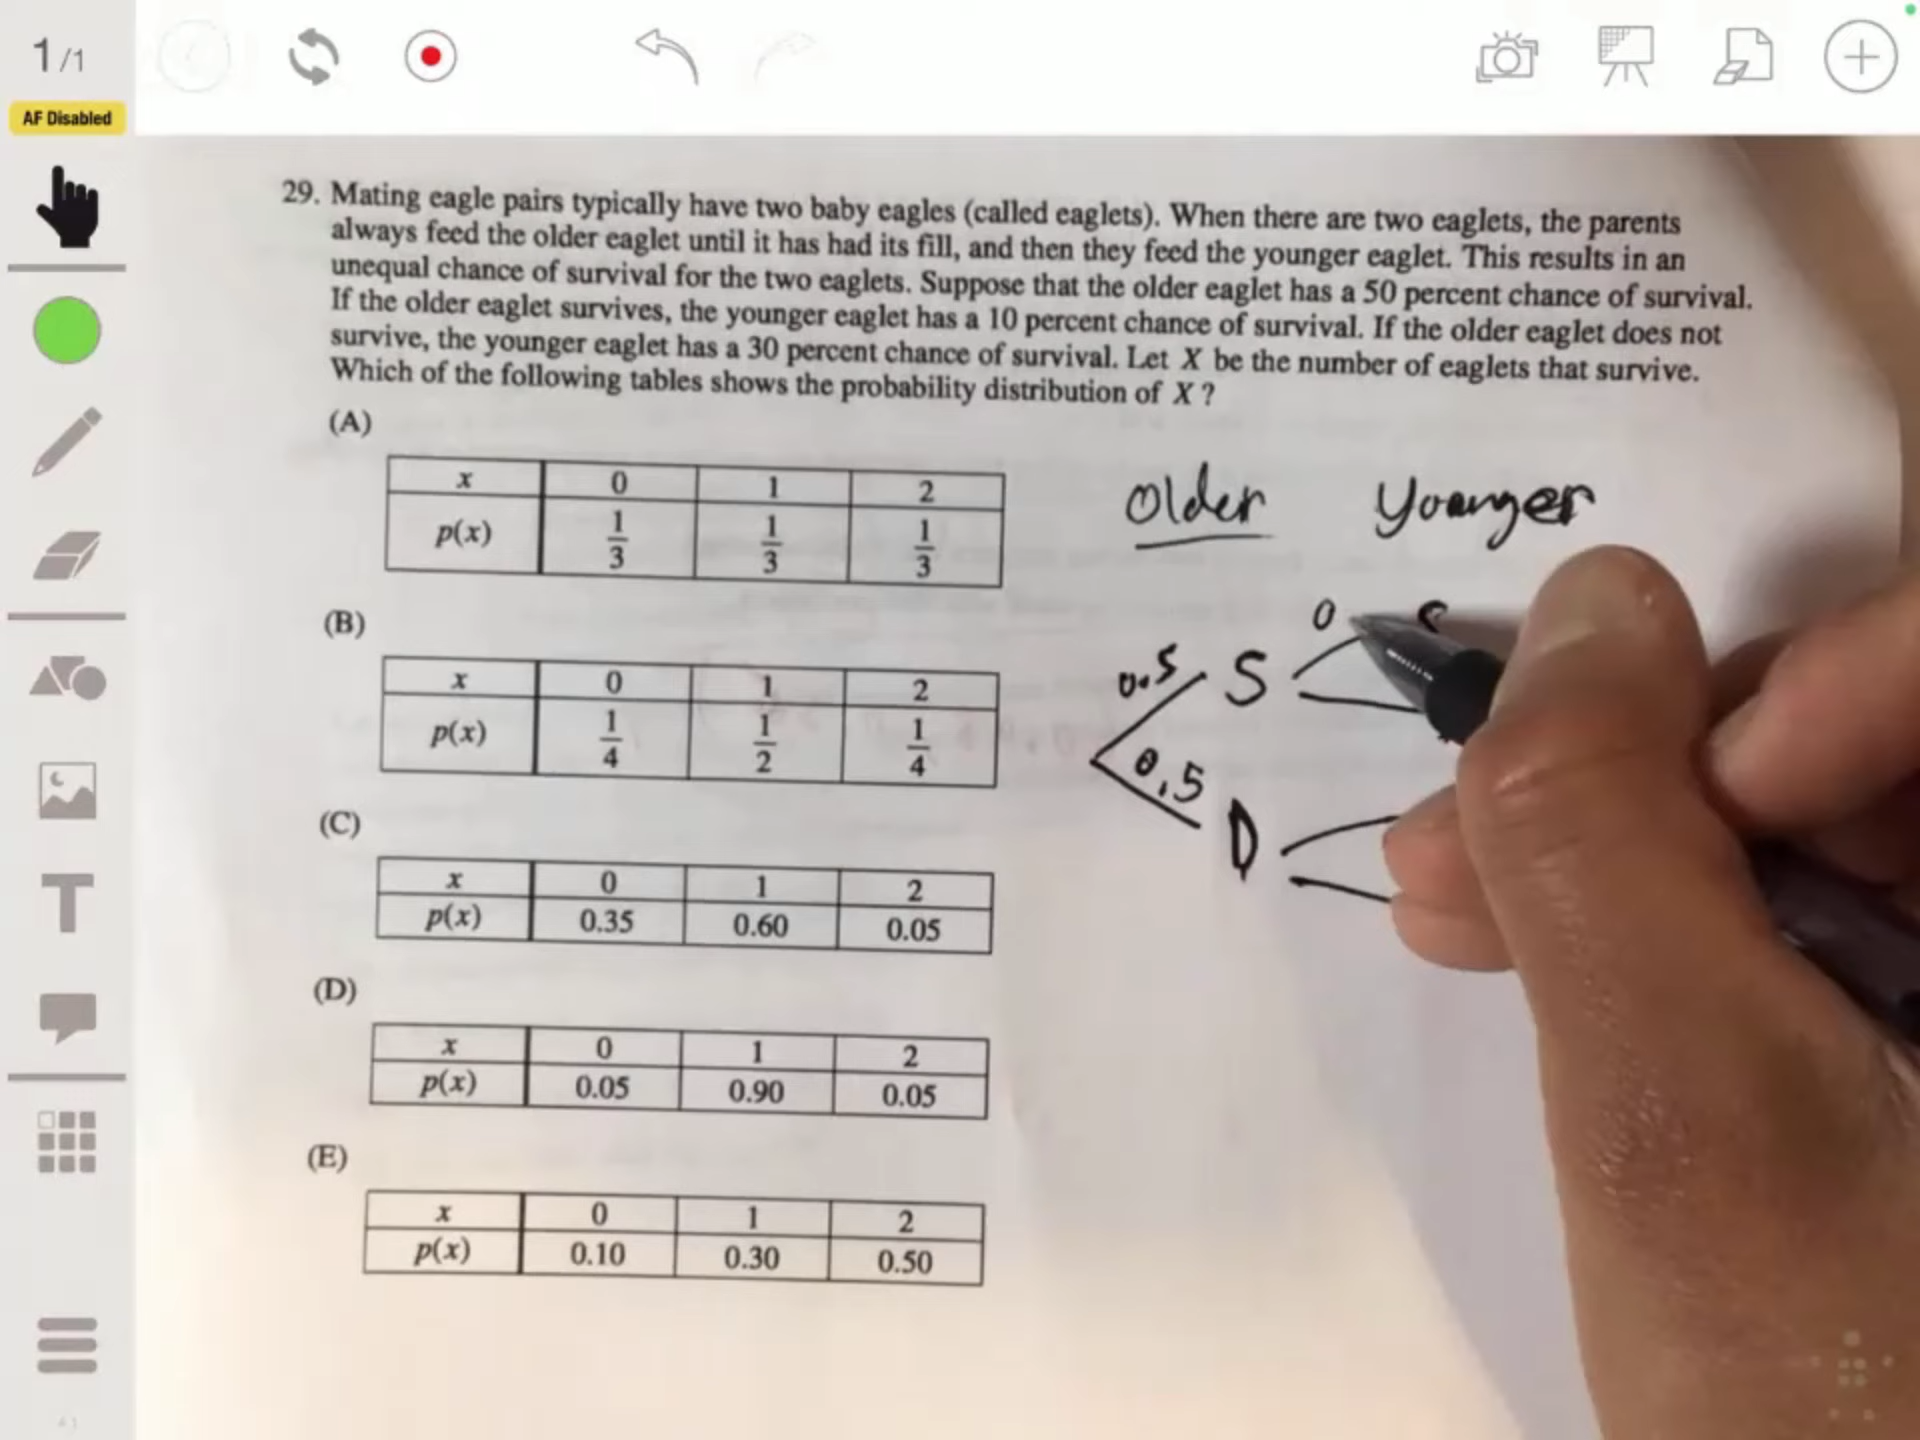 1/1
AF Disabled
29. Mating eagle pairs typically have two baby eagles (called eaglets). When there are two eaglets, the parents
always feed the older eaglet until it has had its fill, and then they feed the younger eaglet. This results in an
unequal chance of survival for the two eaglets. Suppose that the older eaglet has a 50 percent chance of survival.
If the older eaglet survives, the younger eaglet has a 10 percent chance of survival. If the older eaglet does not
survive, the younger eaglet has a 30 percent chance of survival. Let X be the number of eaglets that survive.
Which of the following tables shows the probability distribution of X ?
(A)
x 0 1 2
p(x) 1/3 1/3 1/3
(B)
x 0 1 2
p(x) 1/4 1/2 1/4
(C)
x 0 1 2
p(x) 0.35 0.60 0.05
(D)
x 0 1 2
p(x) 0.05 0.90 0.05
(E)
x 0 1 2
p(x) 0.10 0.30 0.50
Older Younger
0
0.5 S
0.5
D
T